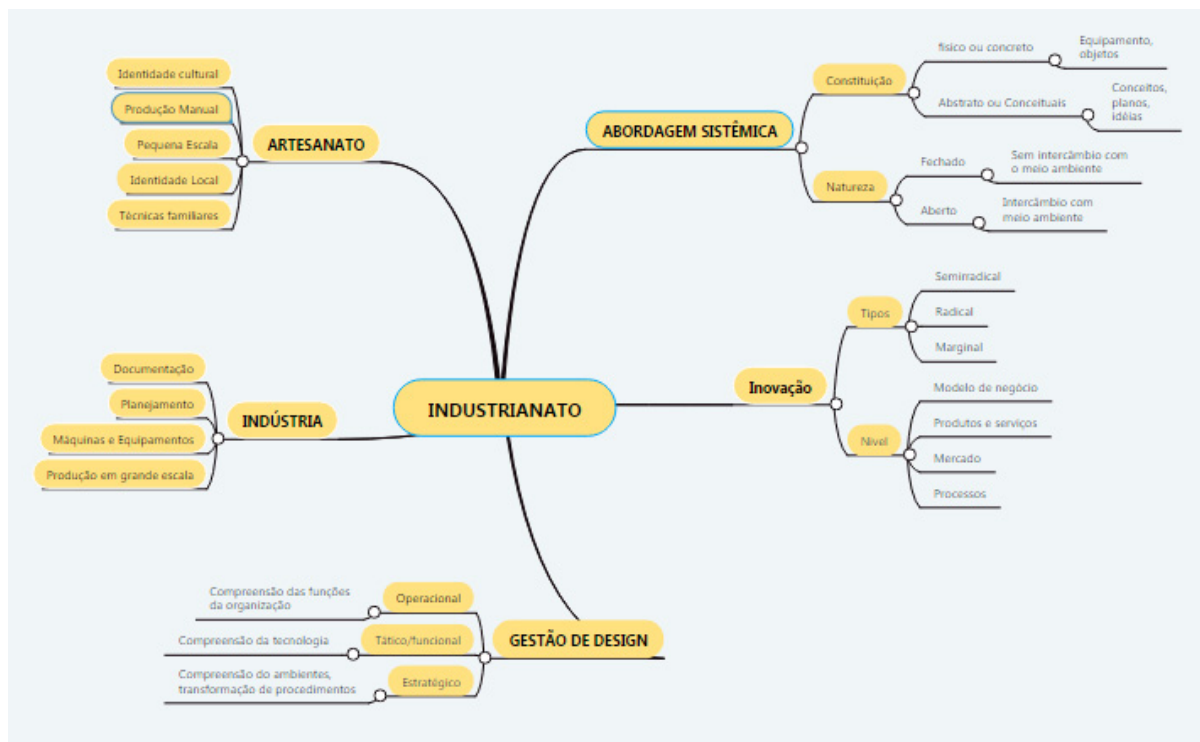 INDUSTRIANATO
ARTESANATO
Identidade cultural
Produção Manual
Pequena Escala
Identidade Local
Técnicas familiares
INDÚSTRIA
Documentação
Planejamento
Máquinas e Equipamentos
Produção em grande escala
GESTÃO DE DESIGN
Operacional
Compreensão das funções
da organização
Tático/funcional
Compreensão da tecnologia
Estratégico
Compreensão do ambientes,
transformação de procedimentos
ABORDAGEM SISTÊMICA
Constituição
físico ou concreto
Equipamento,
objetos
Abstrato ou Conceituais
Conceitos,
planos,
idéias
Natureza
Fechado
Sem intercâmbio com
o meio ambiente
Aberto
Intercâmbio com
meio ambiente
Inovação
Tipos
Semirradical
Radical
Marginal
Nível
Modelo de negócio
Produtos e serviços
Mercado
Processos